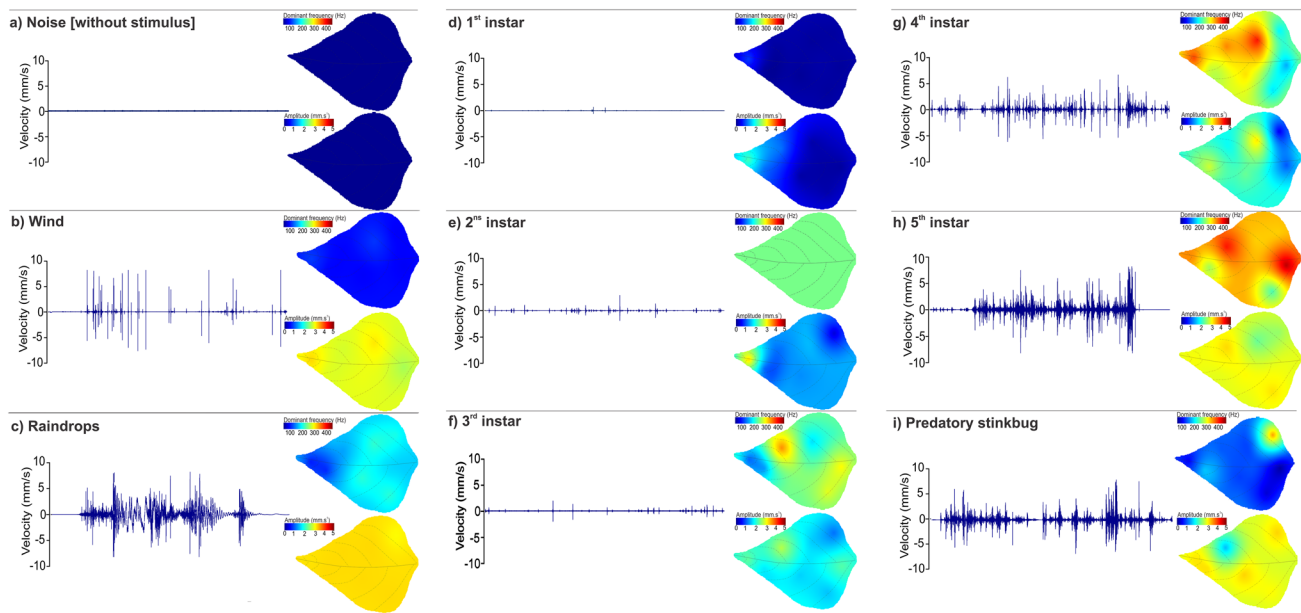 a) Noise [without stimulus]
Dominant frequency (Hz)
100 200 300 400
Velocity (mm/s)
10
5
0
-5
-10
Amplitude (mm.s¹)
0 1 2 3 4 5
b) Wind
Dominant frequency (Hz)
100 200 300 400
Velocity (mm/s)
10
5
0
-5
-10
Amplitude (mm.s¹)
0 1 2 3 4 5
c) Raindrops
Dominant frequency (Hz)
100 200 300 400
Velocity (mm/s)
10
5
0
-5
-10
Amplitude (mm.s¹)
0 1 2 3 4 5
d) 1st instar
Dominant frequency (Hz)
100 200 300 400
Velocity (mm/s)
10
5
0
-5
-10
Amplitude (mm.s¹)
0 1 2 3 4 5
e) 2ns instar
Dominant frequency (Hz)
100 200 300 400
Velocity (mm/s)
10
5
0
-5
-10
Amplitude (mm.s¹)
0 1 2 3 4 5
f) 3rd instar
Dominant frequency (Hz)
100 200 300 400
Velocity (mm/s)
10
5
0
-5
-10
Amplitude (mm.s¹)
0 1 2 3 4 5
g) 4th instar
Dominant frequency (Hz)
100 200 300 400
Velocity (mm/s)
10
5
0
-5
-10
Amplitude (mm.s¹)
0 1 2 3 4 5
h) 5th instar
Dominant frequency (Hz)
100 200 300 400
Velocity (mm/s)
10
5
0
-5
-10
Amplitude (mm.s¹)
0 1 2 3 4 5
i) Predatory stinkbug
Dominant frequency (Hz)
100 200 300 400
Velocity (mm/s)
10
5
0
-5
-10
Amplitude (mm.s¹)
0 1 2 3 4 5